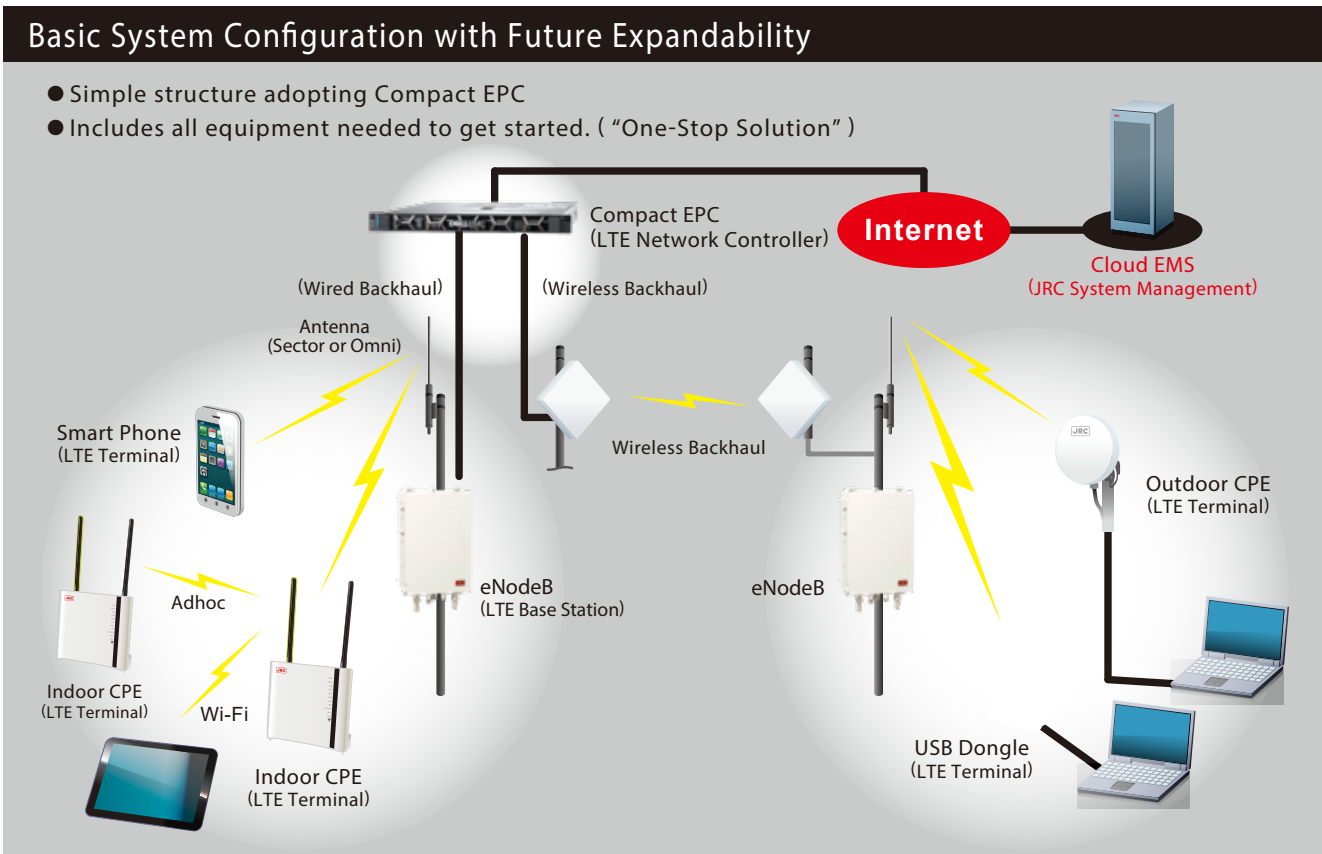 Basic System Configuration with Future Expandability
● Simple structure adopting Compact EPC
● Includes all equipment needed to get started. ( “One-Stop Solution” )
Compact EPC
(LTE Network Controller)
Internet
Cloud EMS
(JRC System Management)
(Wired Backhaul)
(Wireless Backhaul)
Antenna
(Sector or Omni)
Smart Phone
(LTE Terminal)
Wireless Backhaul
JRC
Outdoor CPE
(LTE Terminal)
eNodeB
(LTE Base Station)
eNodeB
Adhoc
JRC
Indoor CPE
(LTE Terminal)
Wi-Fi
JRC
Indoor CPE
(LTE Terminal)
USB Dongle
(LTE Terminal)